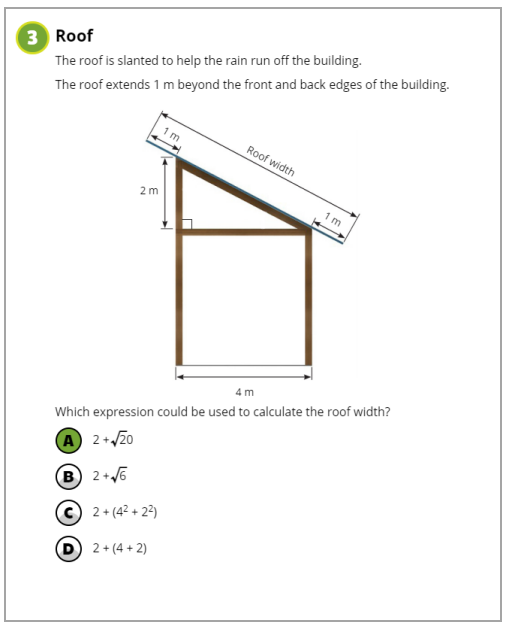 3 Roof
The roof is slanted to help the rain run off the building.
The roof extends 1 m beyond the front and back edges of the building.
1 m
Roof width
2 m
1 m
4 m
Which expression could be used to calculate the roof width?
A 2 +√20
B 2 +√6
C 2 + (4² + 2²)
D 2 + (4 + 2)